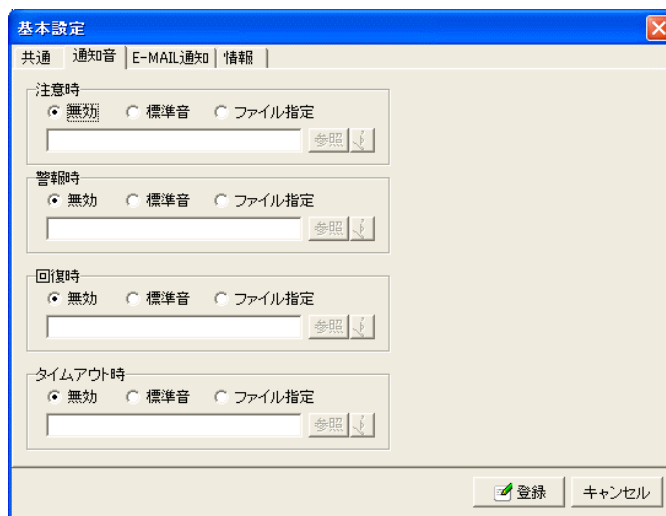 基本設定
共通 通知音 E-MAIL通知 情報
注意時
無効 標準音 ファイル指定
参照
警報時
無効 標準音 ファイル指定
参照
回復時
無効 標準音 ファイル指定
参照
タイムアウト時
無効 標準音 ファイル指定
参照
登録 キャンセル